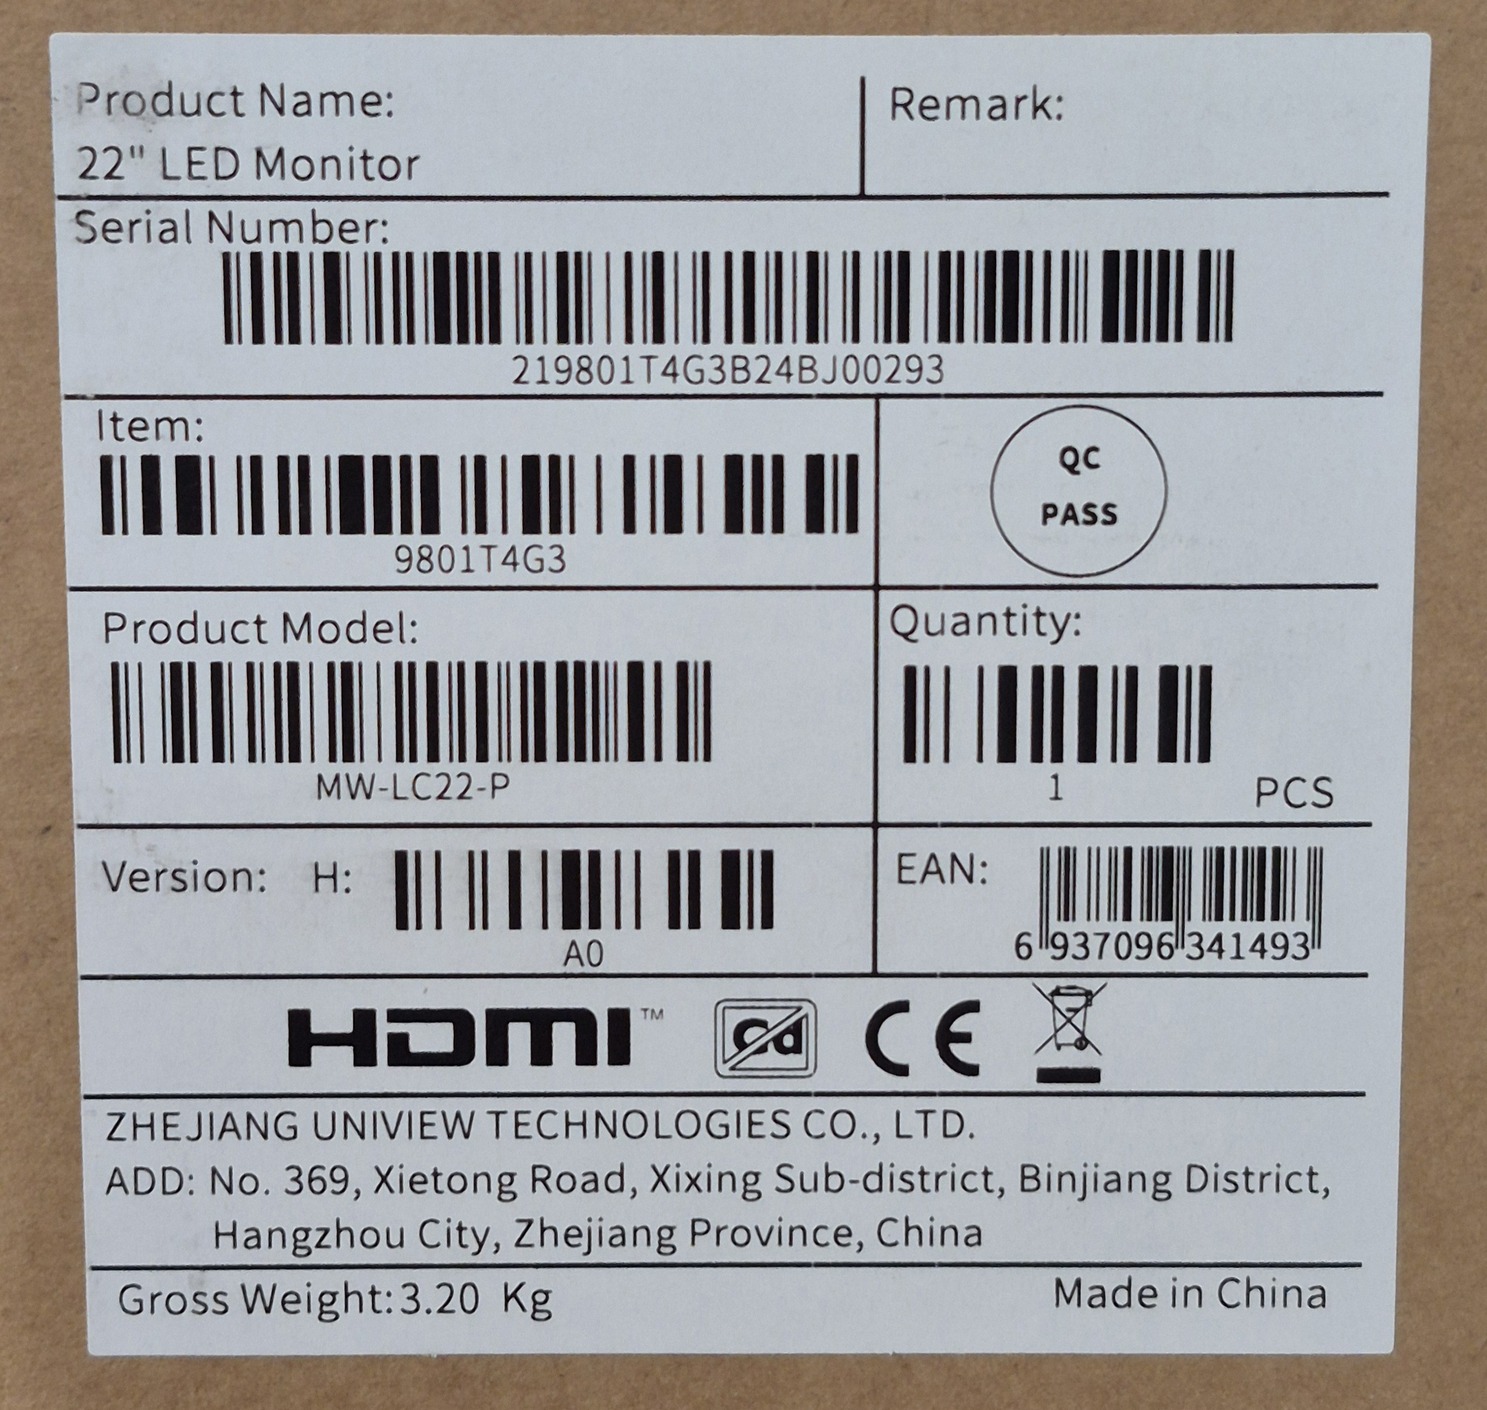 Product Name:
22" LED Monitor
Remark:
Serial Number:
219801T4G3B24BJ00293
Item:
9801T4G3
QC
PASS
Product Model:
MW-LC22-P
Quantity:
1 PCS
Version: H:
A0
EAN:
6 937096 341493
HDMI™
Cd
CE
ZHEJIANG UNIVIEW TECHNOLOGIES CO., LTD.
ADD: No. 369, Xietong Road, Xixing Sub-district, Binjiang District,
Hangzhou City, Zhejiang Province, China
Gross Weight: 3.20 Kg
Made in China